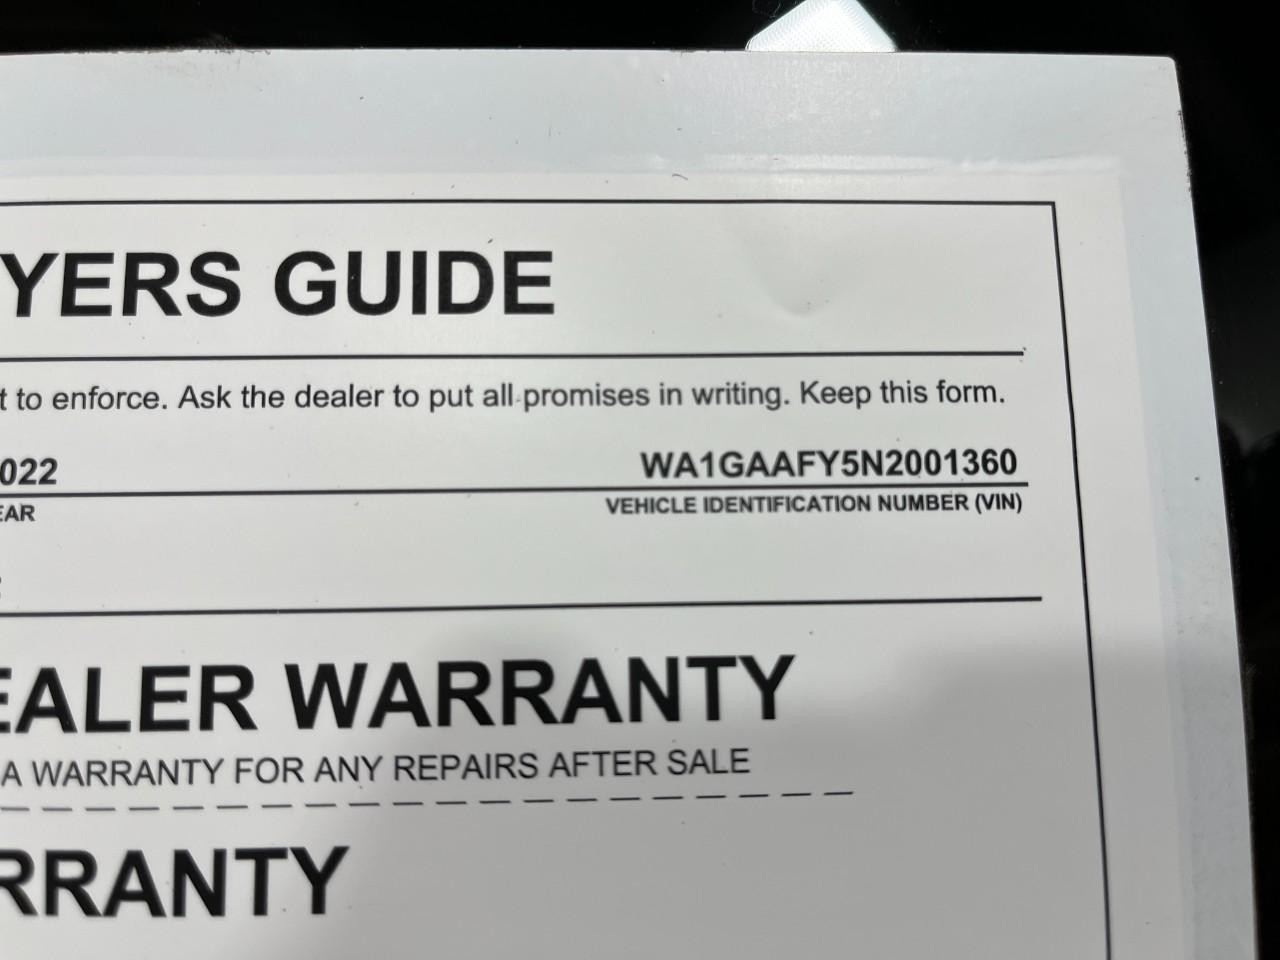 YERS GUIDE
t to enforce. Ask the dealer to put all promises in writing. Keep this form.
022 WA1GAAFY5N2001360
EAR VEHICLE IDENTIFICATION NUMBER (VIN)
EALER WARRANTY
A WARRANTY FOR ANY REPAIRS AFTER SALE
RRANTY